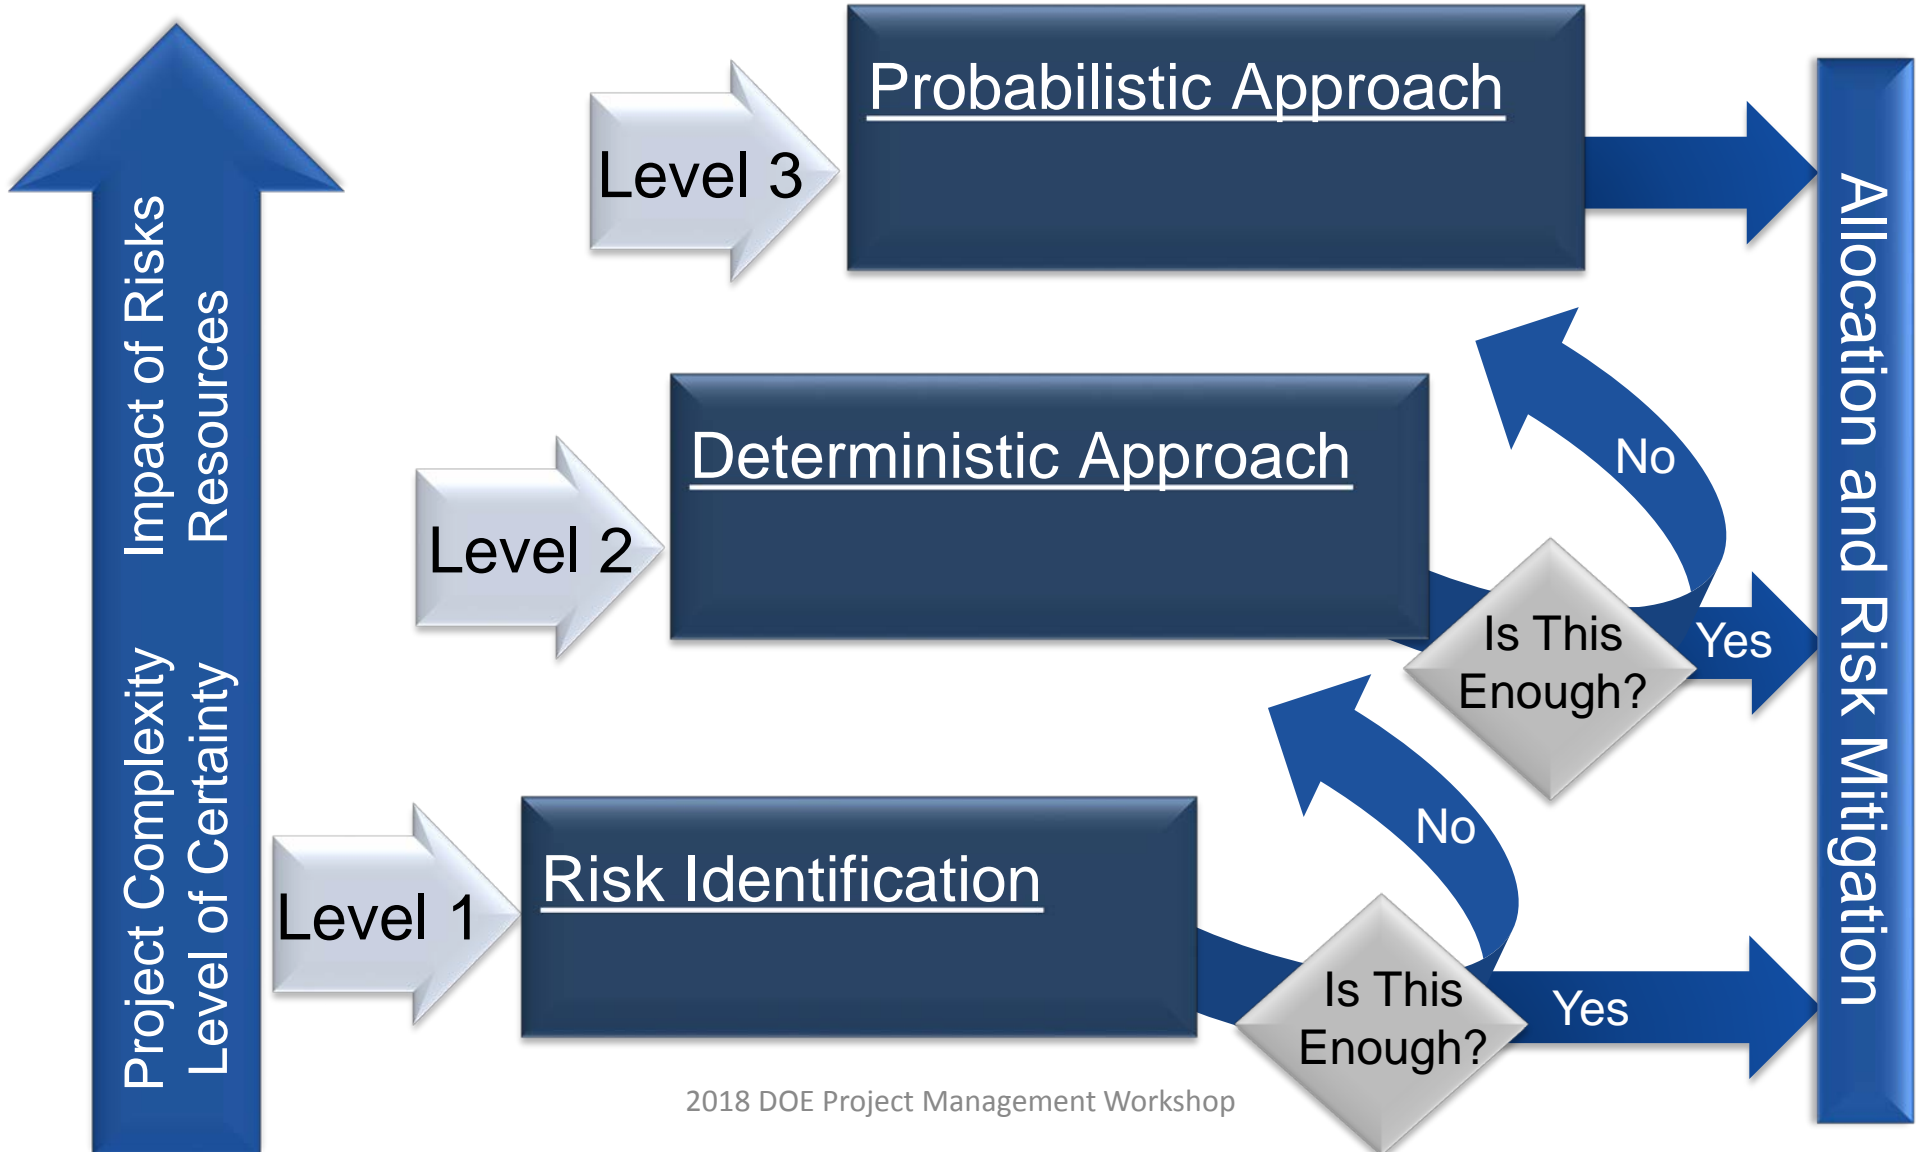 Probabilistic Approach
Level 3
Deterministic Approach
Level 2
No
Is This
Enough?
Yes
Risk Identification
Level 1
No
Is This
Enough?
Yes
Project Complexity Impact of Risks
Level of Certainty Resources
Allocation and Risk Mitigation
2018 DOE Project Management Workshop